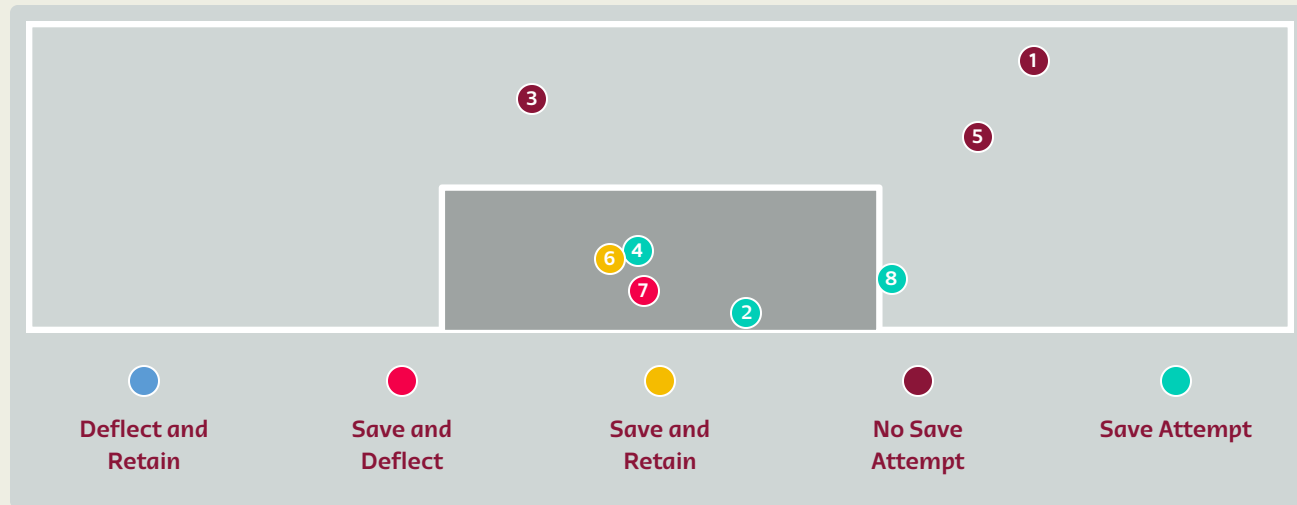 1
3
5
4
6
8
7
2
Deflect and
Retain
Save and
Deflect
Save and
Retain
No Save
Attempt
Save Attempt